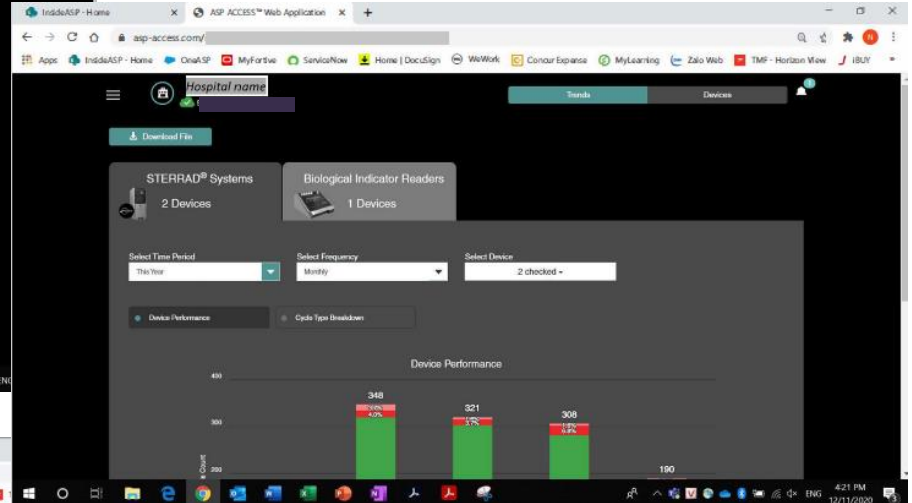 InsideASP - Home
ASP ACCESS™ Web Application
asp-access.com/
Apps InsideASP - Home OneASP MyFortive ServiceNow Home | DocuSign WeWork Concur Expense MyLearning Zalo Web TMF - Horizon View iBUY
Hospital name
Trends Devices
Download File
STERRAD® Systems
2 Devices
Biological Indicator Readers
1 Devices
Select Time Period Select Frequency Select Device
This Year Monthly 2 checked
Device Performance Cycle Type Breakdown
Device Performance
400
348
4.0%
321
3.7%
308
300
190
200
ENG
4:21 PM
12/11/2020